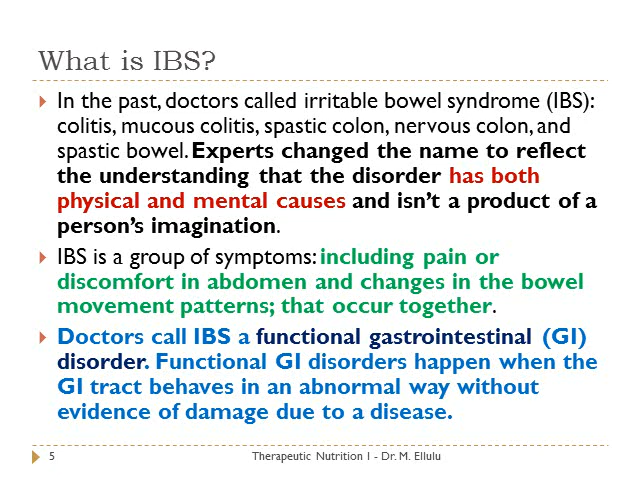 What is IBS?
In the past, doctors called irritable bowel syndrome (IBS):
colitis, mucous colitis, spastic colon, nervous colon, and
spastic bowel. Experts changed the name to reflect
the understanding that the disorder has both
physical and mental causes and isn't a product of a
person's imagination.
IBS is a group of symptoms: including pain or
discomfort in abdomen and changes in the bowel
movement patterns; that occur together.
Doctors call IBS a functional gastrointestinal (GI)
disorder. Functional GI disorders happen when the
GI tract behaves in an abnormal way without
evidence of damage due to a disease.
5 Therapeutic Nutrition I - Dr. M. Ellulu